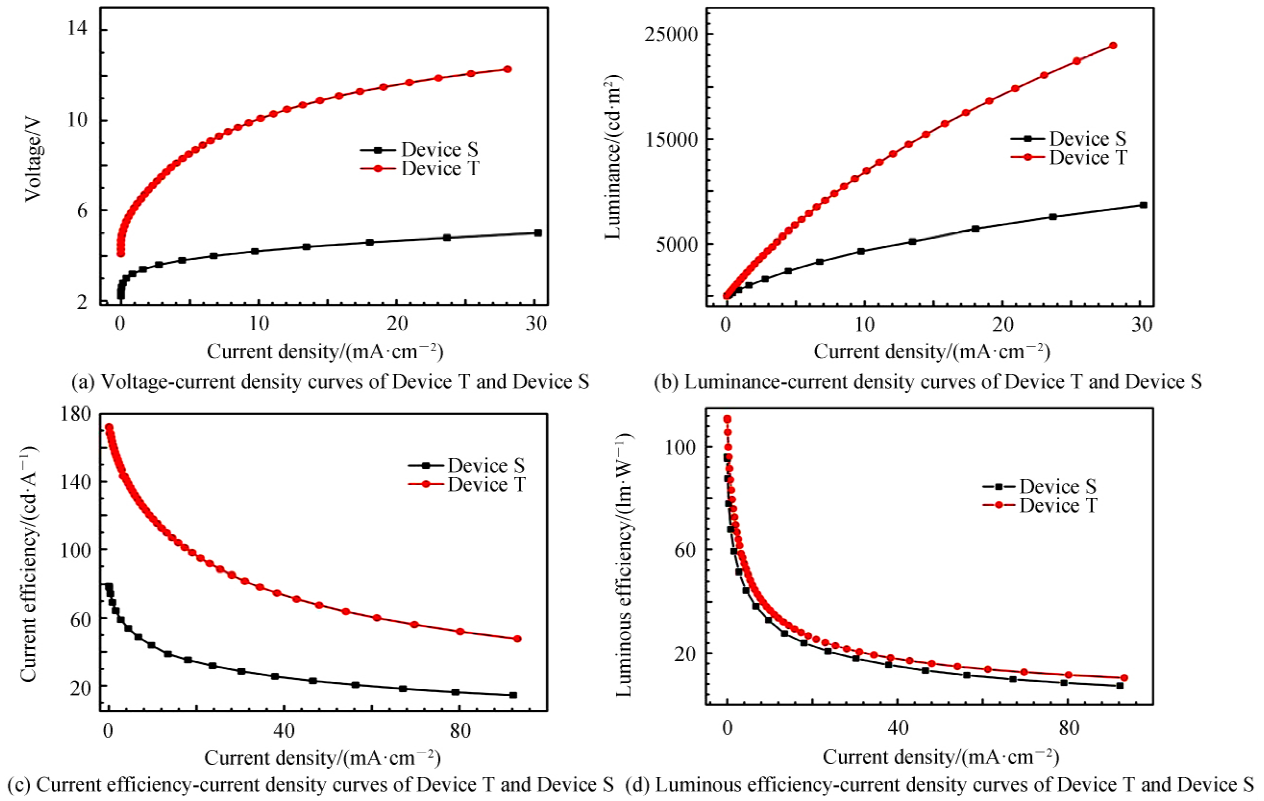 14
10
6
2
Voltage/V
Device S
Device T
0
10
20
30
Current density/(mA·cm−2)
(a) Voltage-current density curves of Device T and Device S
25000
15000
5000
Luminance/(cd·m2)
Device S
Device T
0
10
20
30
Current density/(mA·cm−2)
(b) Luminance-current density curves of Device T and Device S
180
140
100
60
20
Current efficiency/(cd·A−1)
Device S
Device T
0
40
80
Current density/(mA·cm−2)
(c) Current efficiency-current density curves of Device T and Device S
100
60
20
Luminous efficiency/(lm·W−1)
Device S
Device T
0
40
80
Current density/(mA·cm−2)
(d) Luminous efficiency-current density curves of Device T and Device S